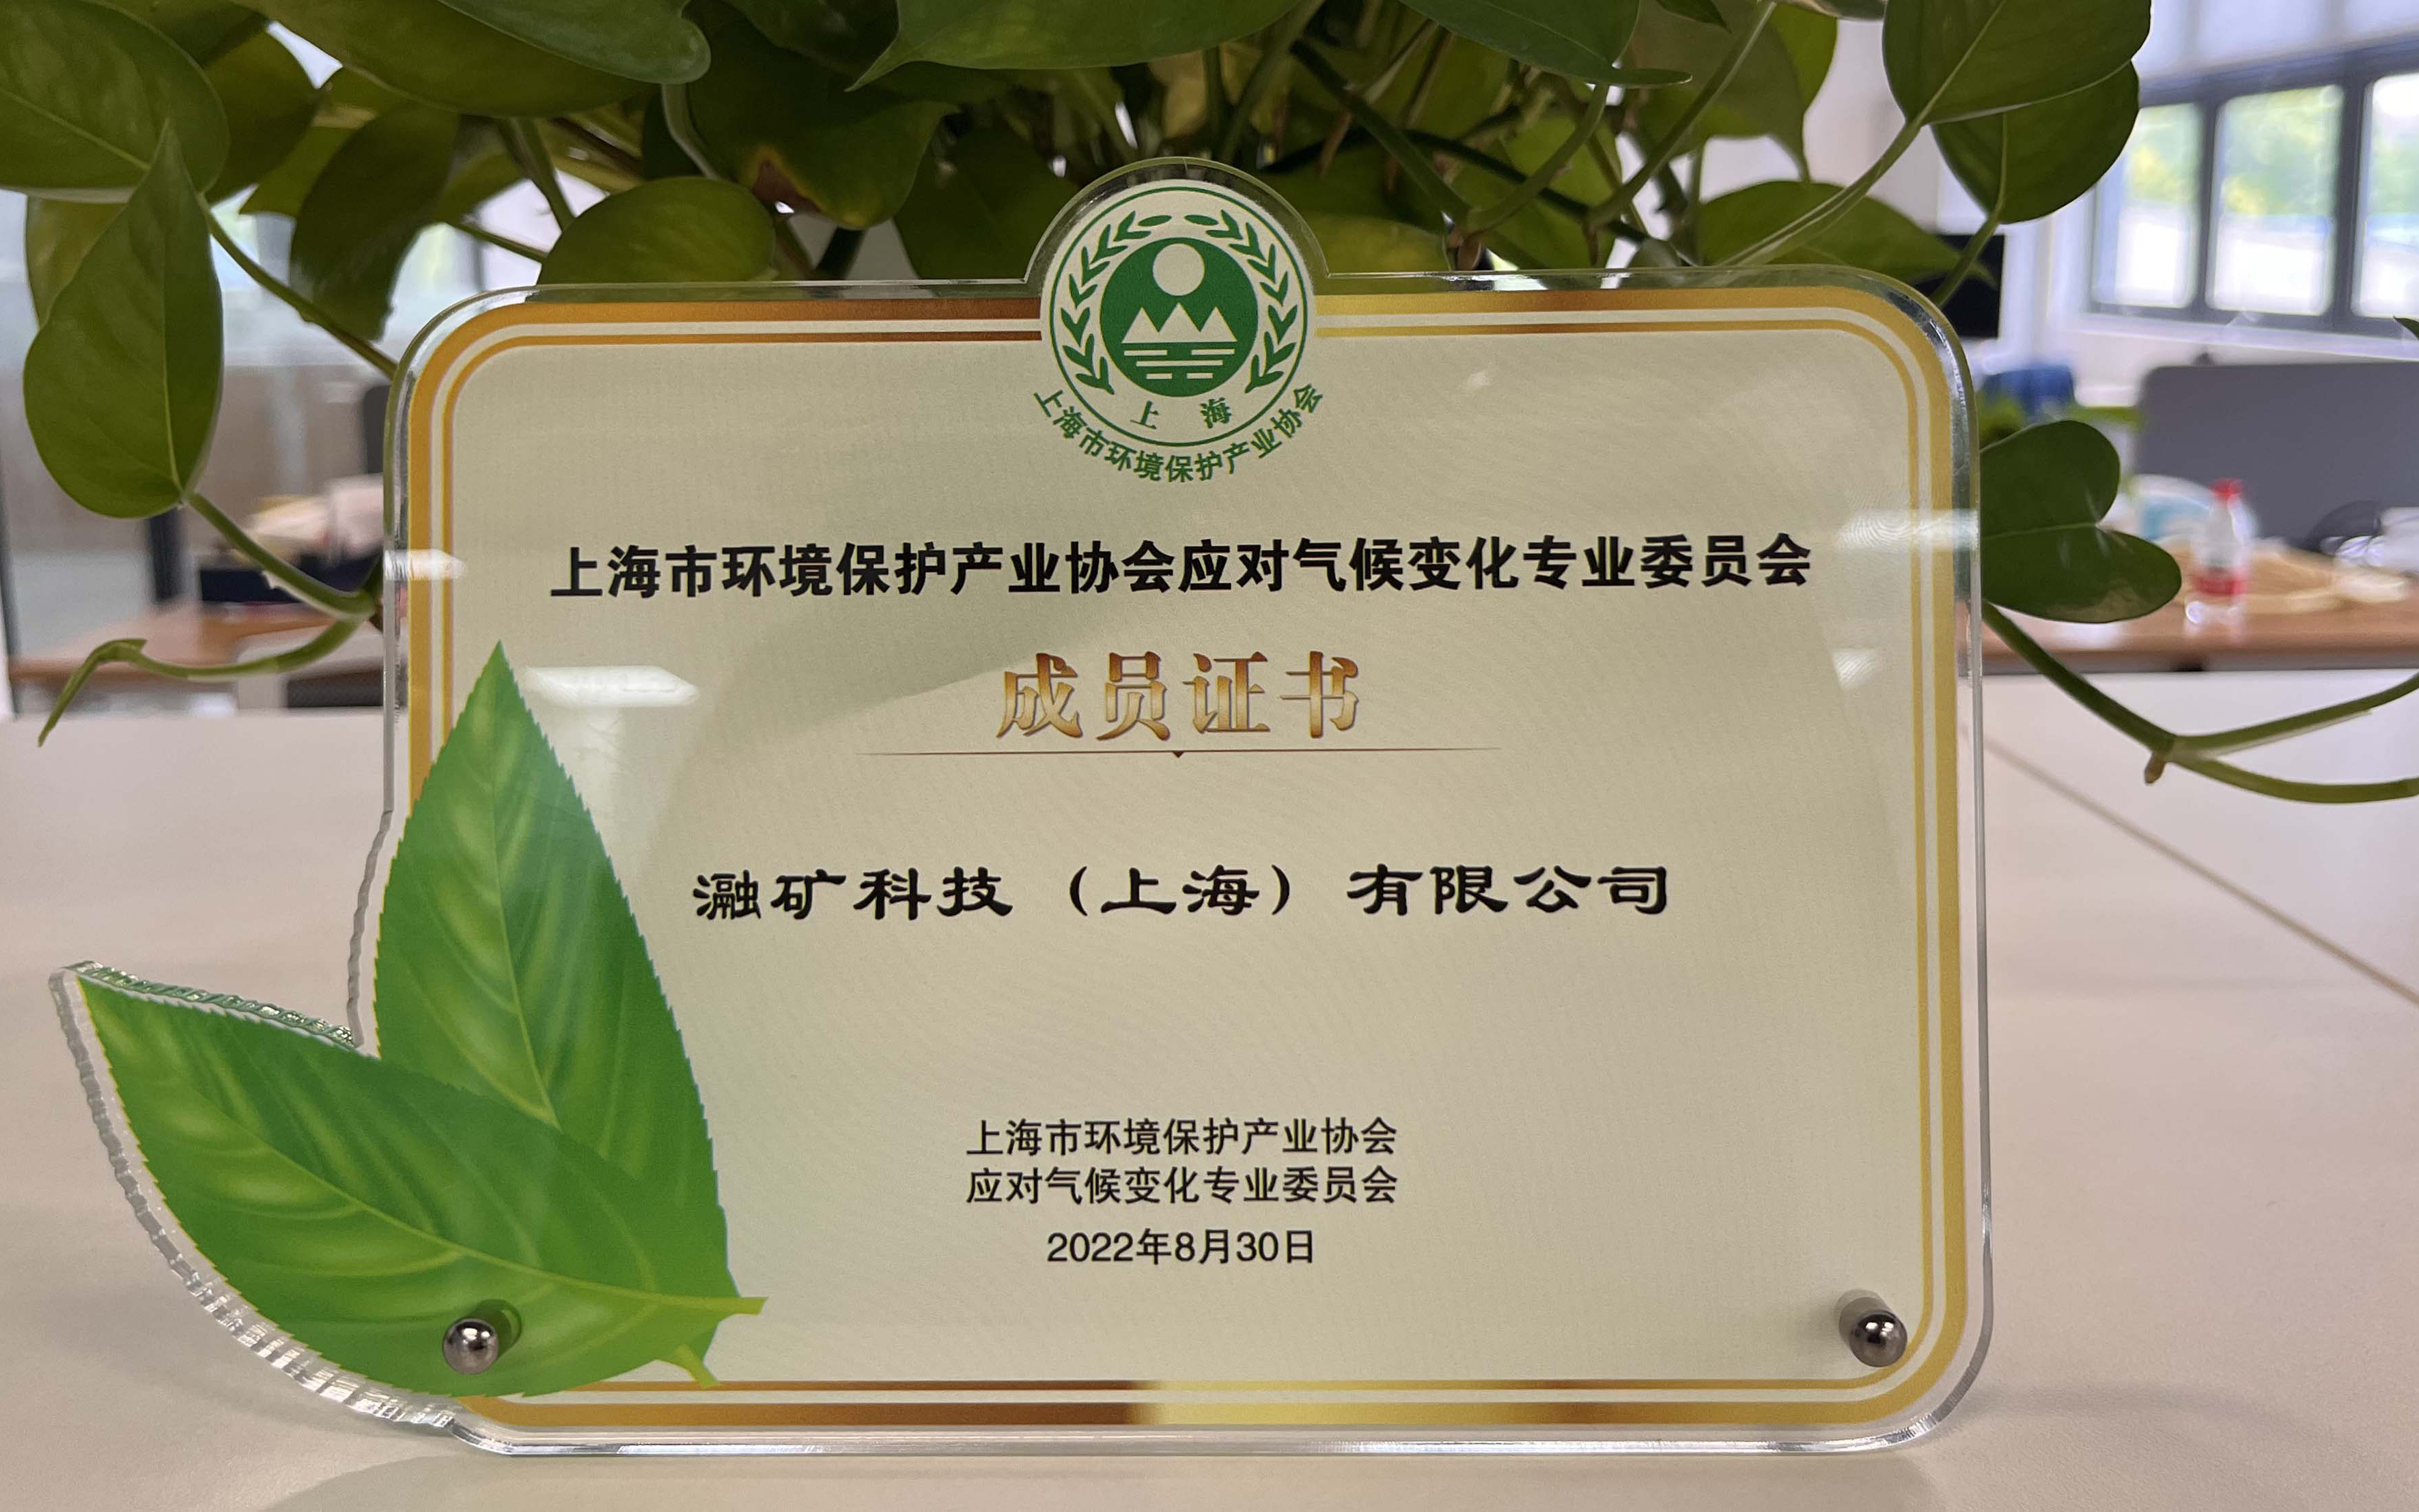 上海
上海市环境保护产业协会
上海市环境保护产业协会应对气候变化专业委员会
成员证书
瀜矿科技（上海）有限公司
上海市环境保护产业协会
应对气候变化专业委员会
2022年8月30日